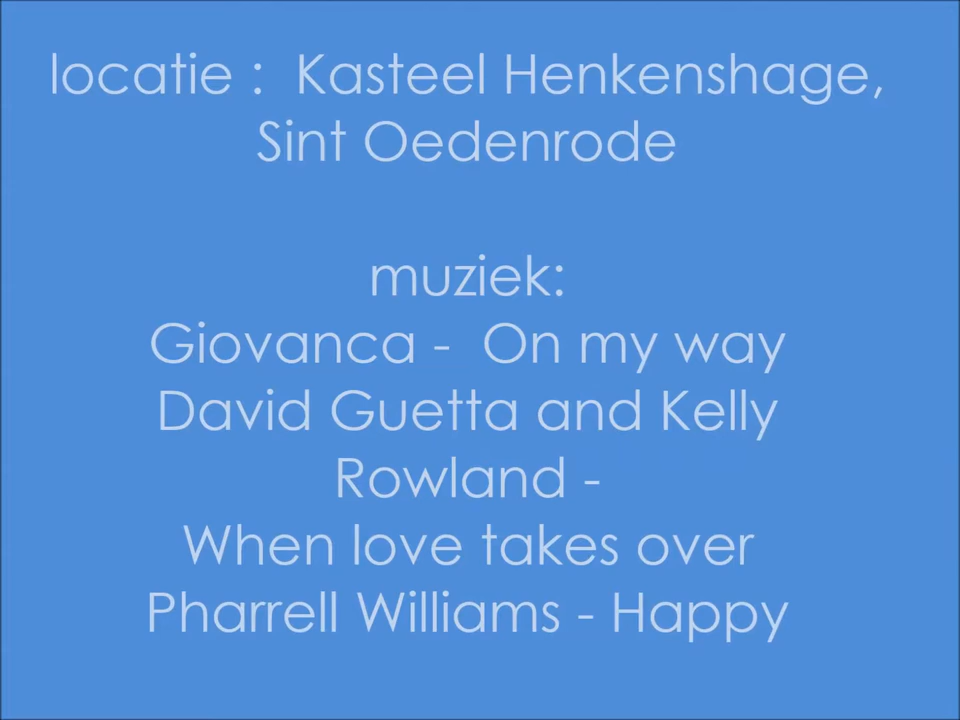 locatie :  Kasteel Henkenshage,
Sint Oedenrode
muziek:
Giovanca -  On my way
David Guetta and Kelly
Rowland -
When love takes over
Pharrell Williams - Happy